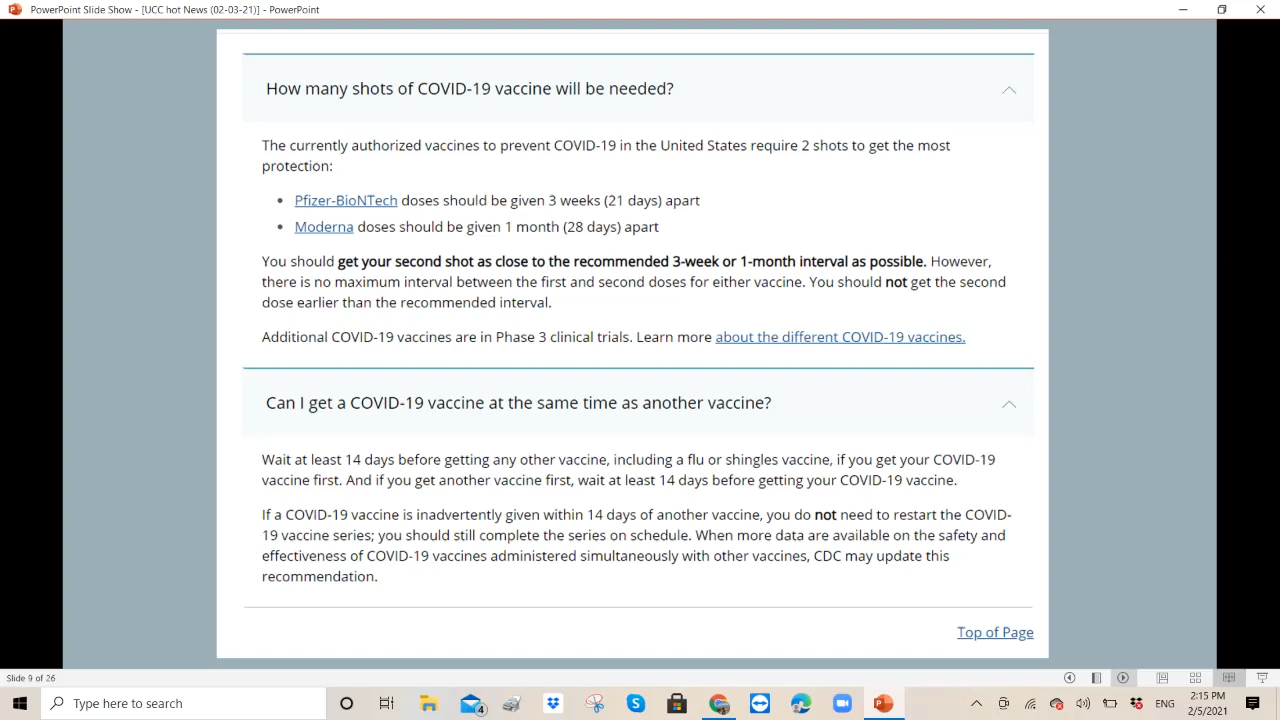 PowerPoint Slide Show - [UCC hot News (02-03-21)] - PowerPoint
How many shots of COVID-19 vaccine will be needed?
The currently authorized vaccines to prevent COVID-19 in the United States require 2 shots to get the most
protection:
• Pfizer-BioNTech doses should be given 3 weeks (21 days) apart
• Moderna doses should be given 1 month (28 days) apart
You should get your second shot as close to the recommended 3-week or 1-month interval as possible. However,
there is no maximum interval between the first and second doses for either vaccine. You should not get the second
dose earlier than the recommended interval.
Additional COVID-19 vaccines are in Phase 3 clinical trials. Learn more about the different COVID-19 vaccines.
Can I get a COVID-19 vaccine at the same time as another vaccine?
Wait at least 14 days before getting any other vaccine, including a flu or shingles vaccine, if you get your COVID-19
vaccine first. And if you get another vaccine first, wait at least 14 days before getting your COVID-19 vaccine.
If a COVID-19 vaccine is inadvertently given within 14 days of another vaccine, you do not need to restart the COVID-
19 vaccine series; you should still complete the series on schedule. When more data are available on the safety and
effectiveness of COVID-19 vaccines administered simultaneously with other vaccines, CDC may update this
recommendation.
Top of Page
Slide 9 of 26
Type here to search
4
ENG
2:15 PM
2/5/2021